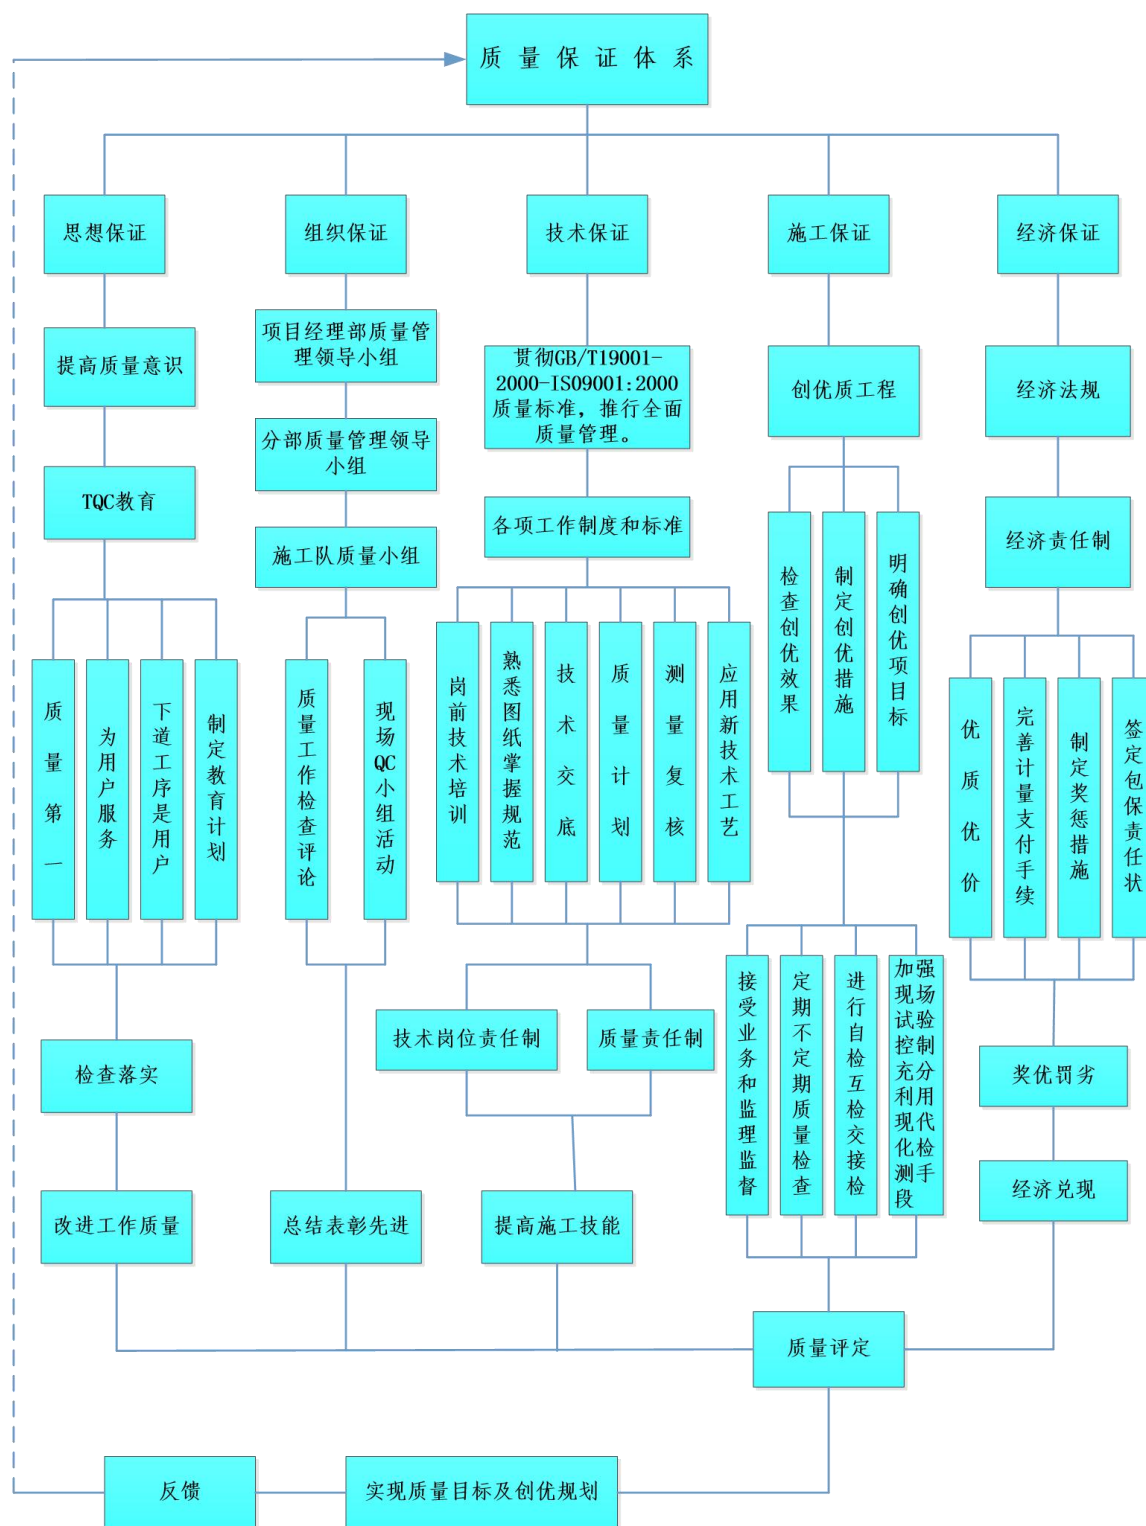 质量保证体系
思想保证
组织保证
技术保证
施工保证
经济保证
提高质量意识
TQC教育
质量第一
为用户服务
下道工序是用户
制定教育计划
检查落实
改进工作质量
项目经理部质量管
理领导小组
分部质量管理领导
小组
施工队质量小组
质量工作检查评论
现场QC小组活动
总结表彰先进
贯彻GB/T19001-
2000-IS09001:2000
质量标准，推行全面
质量管理。
各项工作制度和标准
岗前技术培训
熟悉图纸掌握规范
技术交底
质量计划
测量复核
应用新技术工艺
技术岗位责任制
质量责任制
提高施工技能
创优质工程
检查创优效果
制定创优措施
明确创优项目标
接受业务和监理监督
定期不定期质量检查
进行自检互检交接检
加强
现场
试验
控制
充分
利用
现代
化检
测手
段
经济法规
经济责任制
优质优价
完善计量支付手续
制定奖惩措施
签定包保责任状
奖优罚劣
经济兑现
质量评定
实现质量目标及创优规划
反馈